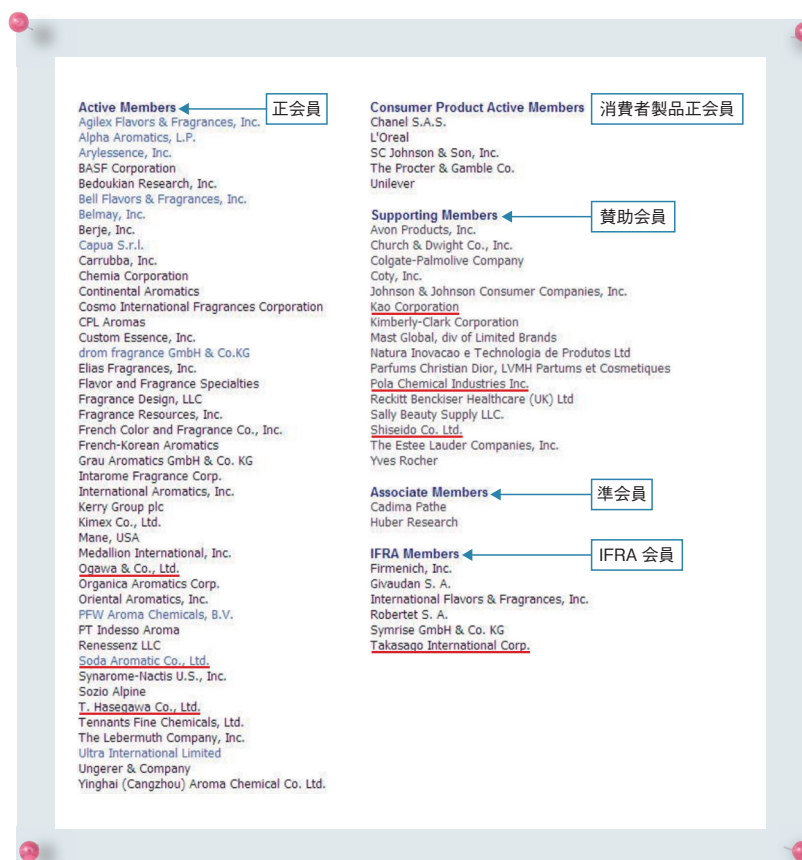 Active Members
正会員
Agilex Flavors & Fragrances, Inc.
Alpha Aromatics, L.P.
Arylessence, Inc.
BASF Corporation
Bedoukian Research, Inc.
Bell Flavors & Fragrances, Inc.
Belmay, Inc.
Berje, Inc.
Capua S.r.l.
Carrubba, Inc.
Chemia Corporation
Continental Aromatics
Cosmo International Fragrances Corporation
CPL Aromas
Custom Essence, Inc.
drom fragrance GmbH & Co.KG
Elias Fragrances, Inc.
Flavor and Fragrance Specialties
Fragrance Design, LLC
Fragrance Resources, Inc.
French Color and Fragrance Co., Inc.
French-Korean Aromatics
Grau Aromatics GmbH & Co. KG
Intarome Fragrance Corp.
International Aromatics, Inc.
Kerry Group plc
Kimex Co., Ltd.
Mane, USA
Medallion International, Inc.
Ogawa & Co., Ltd.
Organica Aromatics Corp.
Oriental Aromatics, Inc.
PFW Aroma Chemicals, B.V.
PT Indesso Aroma
Renessenz LLC
Soda Aromatic Co., Ltd.
Synarome-Nactis U.S., Inc.
Sozio Alpine
T. Hasegawa Co., Ltd.
Tennants Fine Chemicals, Ltd.
The Lebermuth Company, Inc.
Ultra International Limited
Ungerer & Company
Yinghai (Cangzhou) Aroma Chemical Co. Ltd.
Consumer Product Active Members
消費者製品正会員
Chanel S.A.S.
L'Oreal
SC Johnson & Son, Inc.
The Procter & Gamble Co.
Unilever
Supporting Members
賛助会員
Avon Products, Inc.
Church & Dwight Co., Inc.
Colgate-Palmolive Company
Coty, Inc.
Johnson & Johnson Consumer Companies, Inc.
Kao Corporation
Kimberly-Clark Corporation
Mast Global, div of Limited Brands
Natura Inovacao e Technologia de Produtos Ltd
Parfums Christian Dior, LVMH Partums et Cosmetiques
Pola Chemical Industries Inc.
Reckitt Benckiser Healthcare (UK) Ltd
Sally Beauty Supply LLC.
Shiseido Co. Ltd.
The Estee Lauder Companies, Inc.
Yves Rocher
Associate Members
準会員
Cadima Pathe
Huber Research
IFRA Members
IFRA 会員
Firmenich, Inc.
Givaudan S. A.
International Flavors & Fragrances, Inc.
Robertet S. A.
Symrise GmbH & Co. KG
Takasago International Corp.